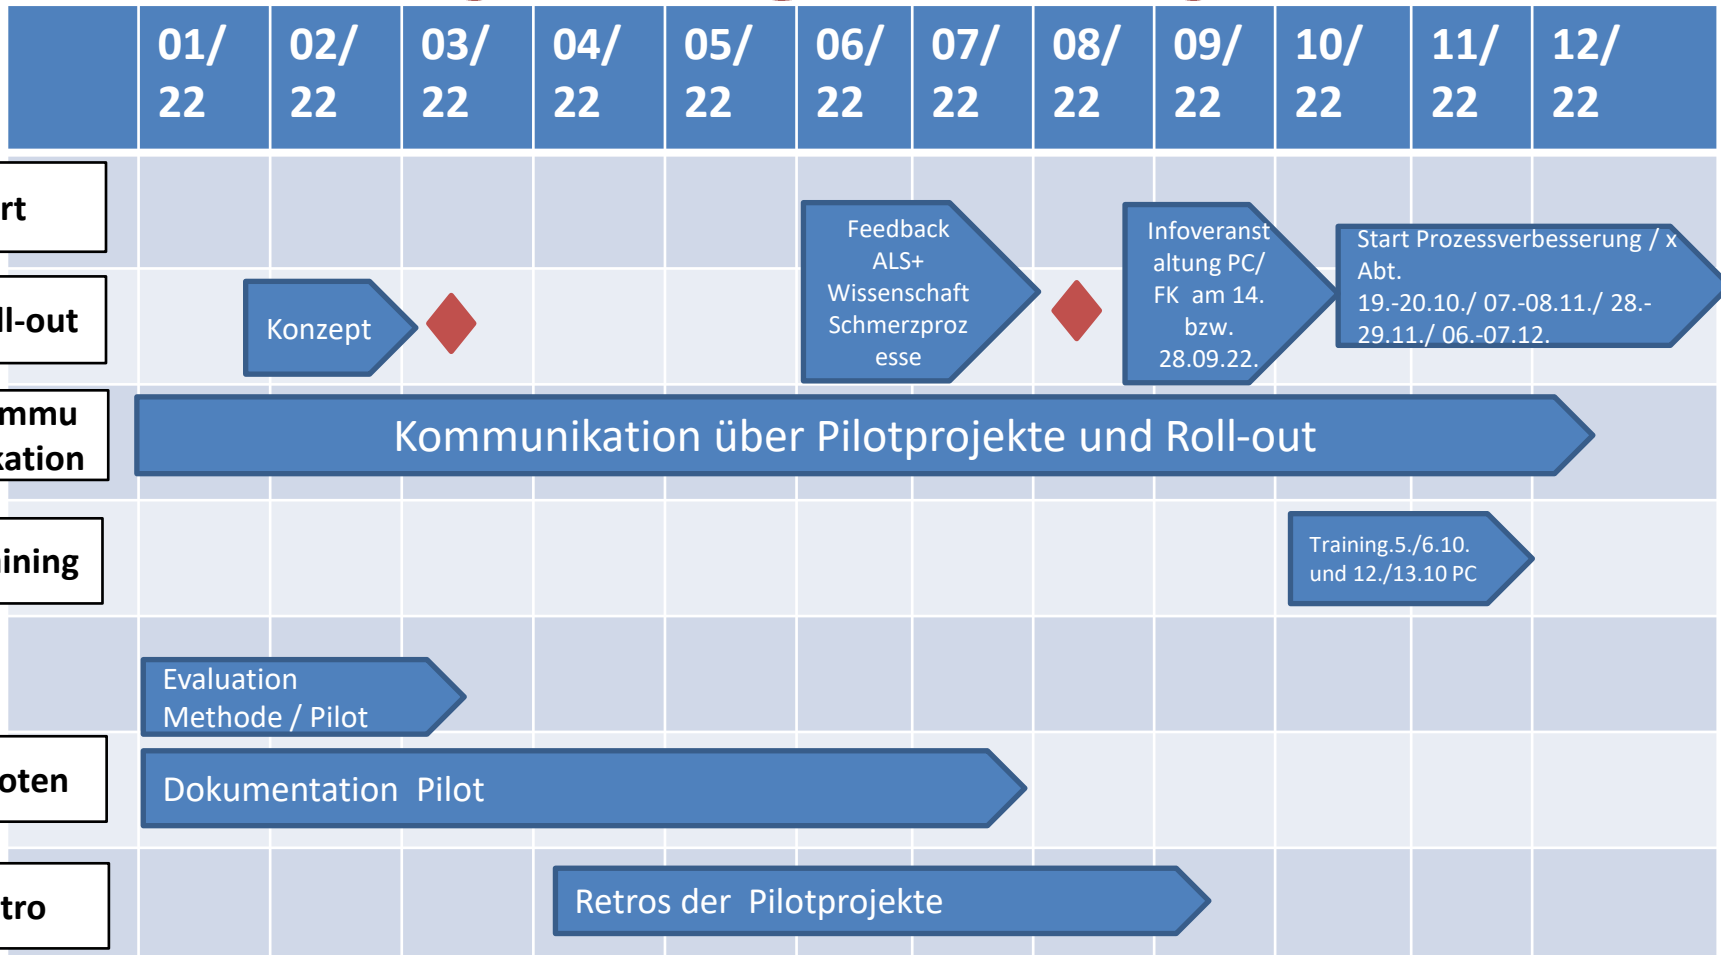 01/
22
02/
22
03/
22
04/
22
05/
22
06/
22
07/
22
08/
22
09/
22
10/
22
11/
22
12/
22
rt
Feedback
ALS+
Wissenschaft
Schmerzproz
esse
Infoveranst
altung PC/
FK am 14.
bzw.
28.09.22.
Start Prozessverbesserung / x
Abt.
19.-20.10./ 07.-08.11./ 28.-
29.11./ 06.-07.12.
ll-out
Konzept
mmu
kation
Kommunikation über Pilotprojekte und Roll-out
ining
Training.5./6.10.
und 12./13.10 PC
Evaluation
Methode / Pilot
oten
Dokumentation Pilot
tro
Retros der Pilotprojekte